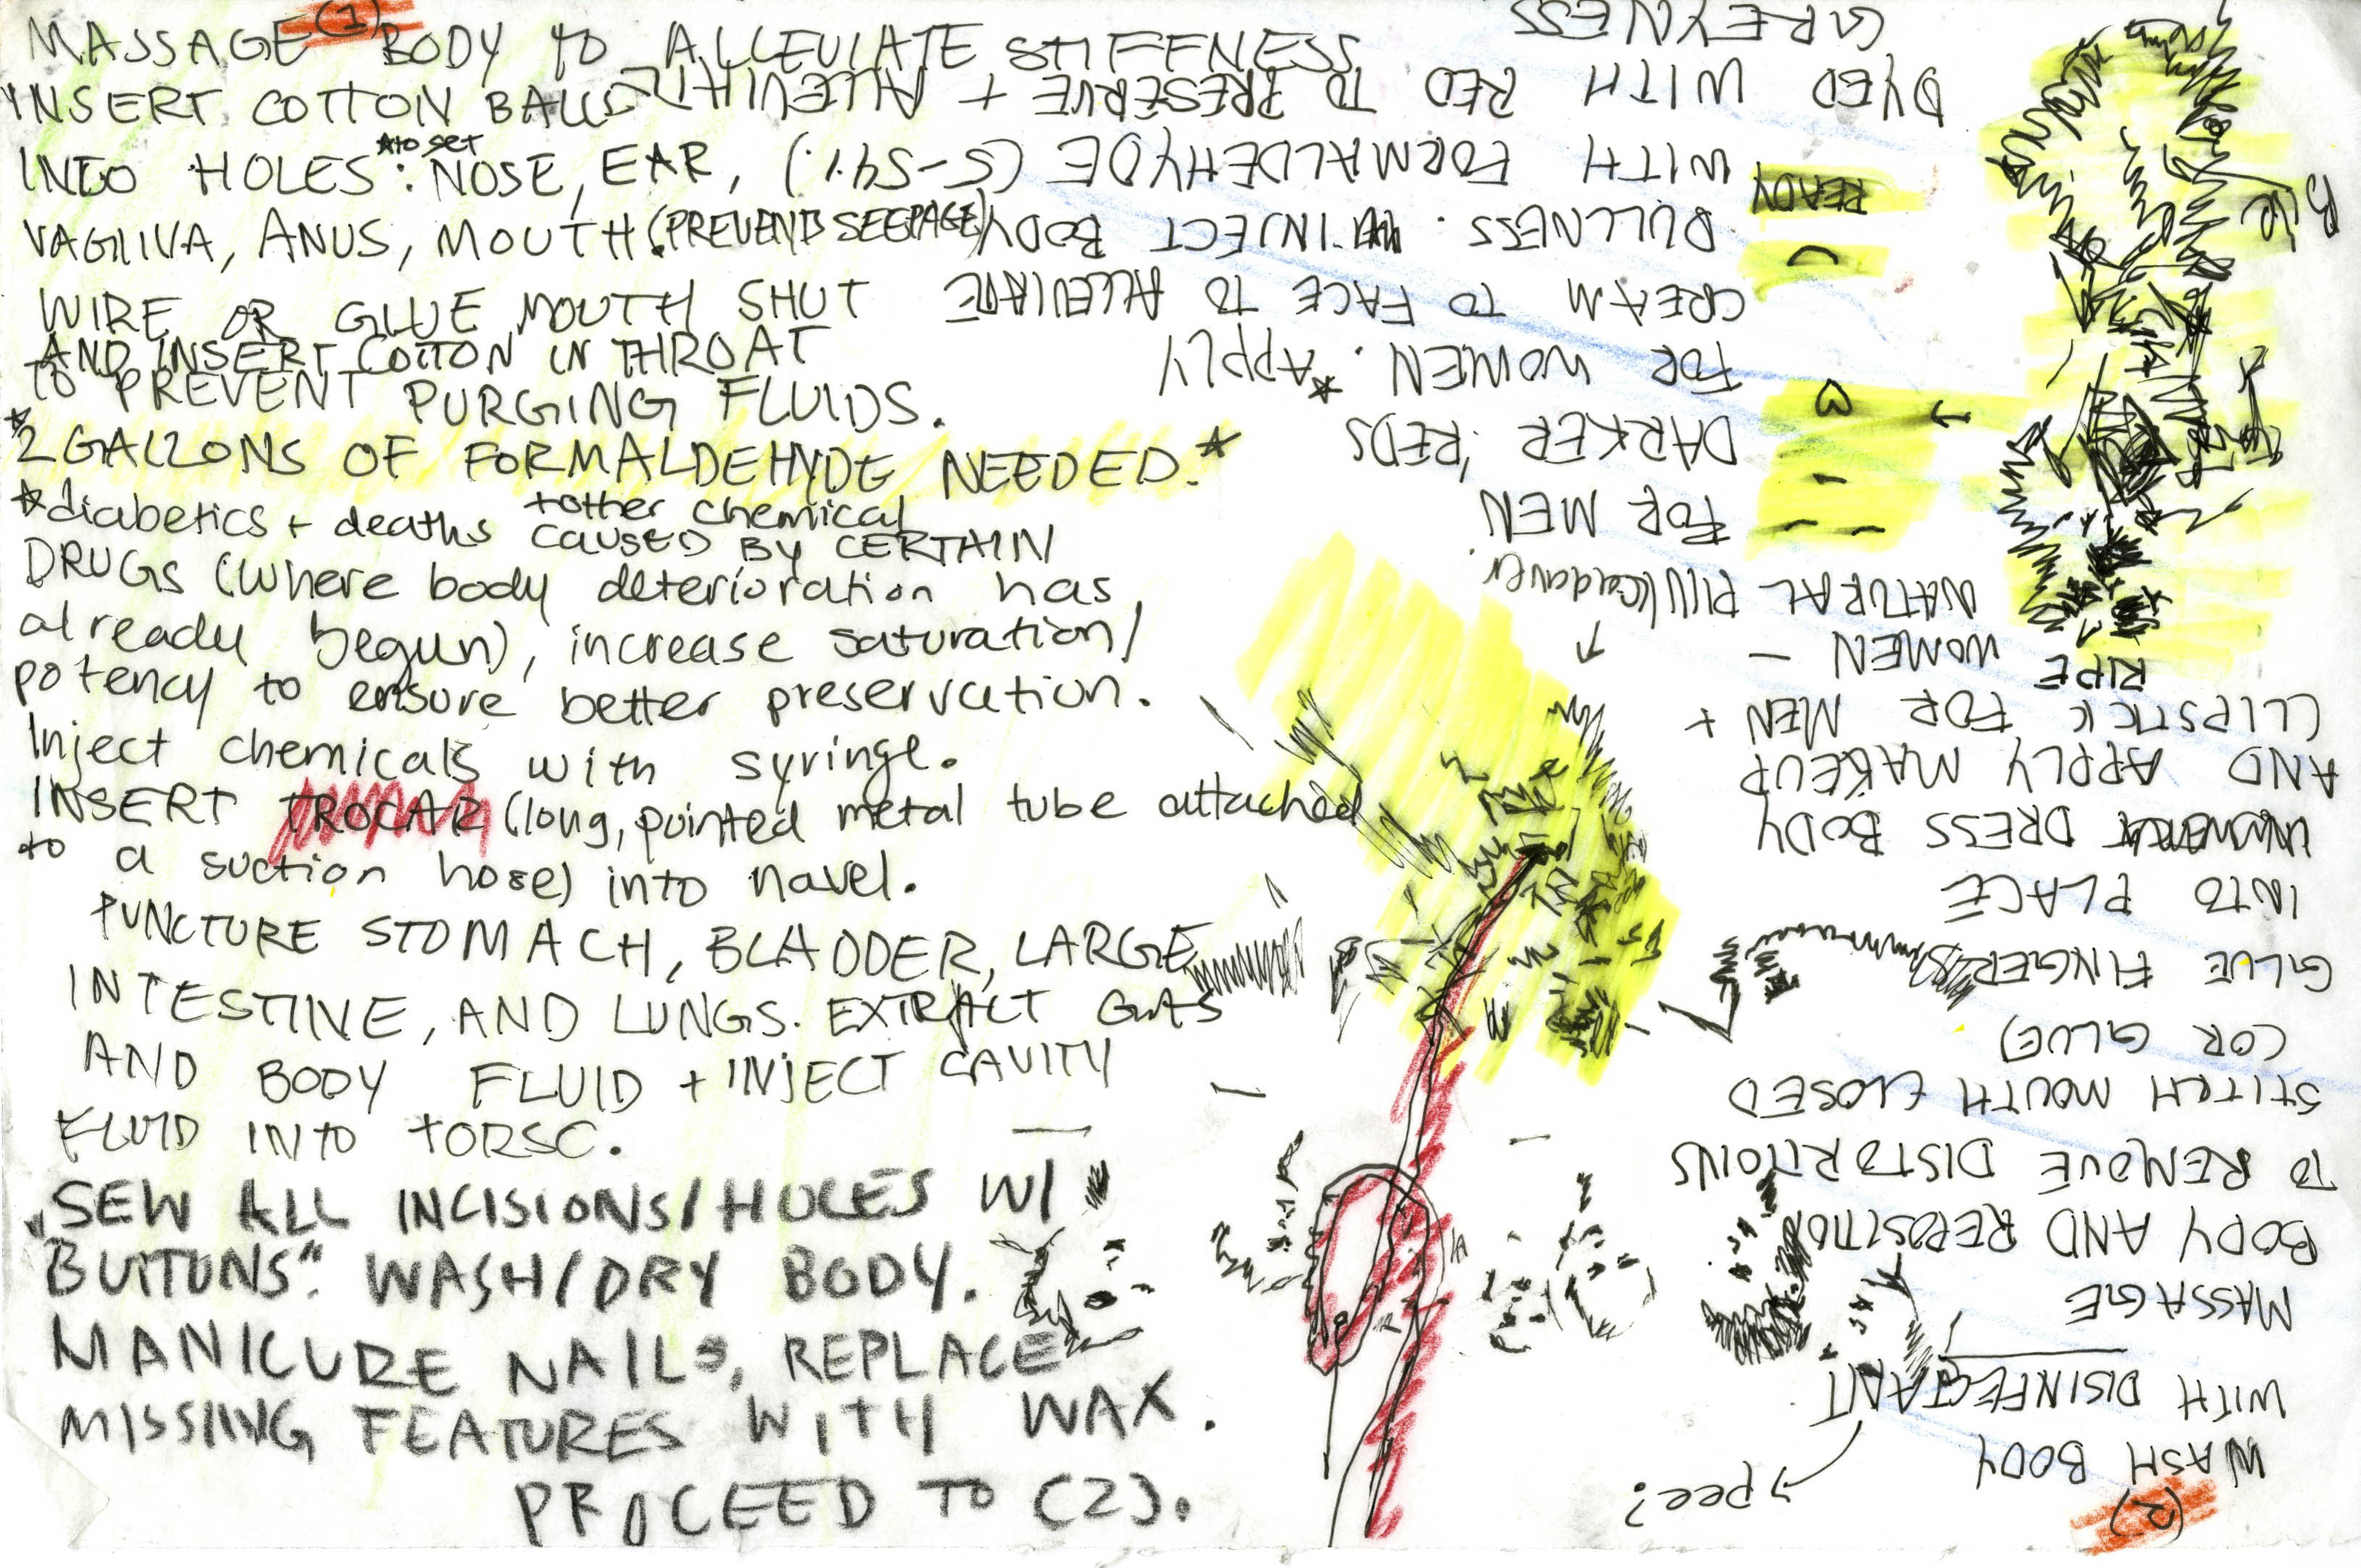 (1)
MASSAGE BODY TO ALLEVIATE STIFFNESS
INSERT COTTON BALLS
INTO HOLES *to set : NOSE, EAR,
VAGIIVA, ANUS, MOUTH. (PREVENTS SEEPAGE)
WIRE OR GLUE MOUTH SHUT
AND INSERT COTTON IN THROAT
TO PREVENT PURGING FLUIDS.
*2 GALLONS OF FORMALDEHYDE NEEDED.*
*diabetics + deaths +other chemical
CAUSED BY CERTAIN
DRUGS (where body deterioration has
already begun), increase saturation/
potency to ensure better preservation.
Inject chemicals with syringe.
INSERT TROCAR (long, pointed metal tube attached
to a suction hose) into navel.
PUNCTURE STOMACH, BLADDER, LARGE
INTESTINE, AND LUNGS. EXTRACT GAS
AND BODY FLUID + INJECT CAVITY
FLUID INTO TORSO.
SEW ALL INCISIONS/HOLES W/
"BUTTONS". WASH/DRY BODY.
MANICURE NAILS, REPLACE
MISSIING FEATURES WITH WAX.
PROCEED TO (2).
(2)
WASH BODY
→ pee?
WITH DISINFECTANT
MASSAGE
BODY AND REPOSITION
TO REMOVE DISTORTIONS
STITCH MOUTH CLOSED
(OR GLUE)
GLUE FINGERS
INTO PLACE
DRESS BODY
AND APPLY MAKEUP
(LIPSTICK FOR MEN +
WOMEN -
RIPE
NATURAL PINK cadaver.
FOR MEN
DARKER REDS
FOR WOMEN. *APPLY
CREAM TO FACE TO ALLEVIATE
DULLNESS. INJECT BODY
READY
WITH FORMALDEHYDE (5-54%)
DYED WITH RED TO PRESERVE + ALLEVIATE
GREYNESS